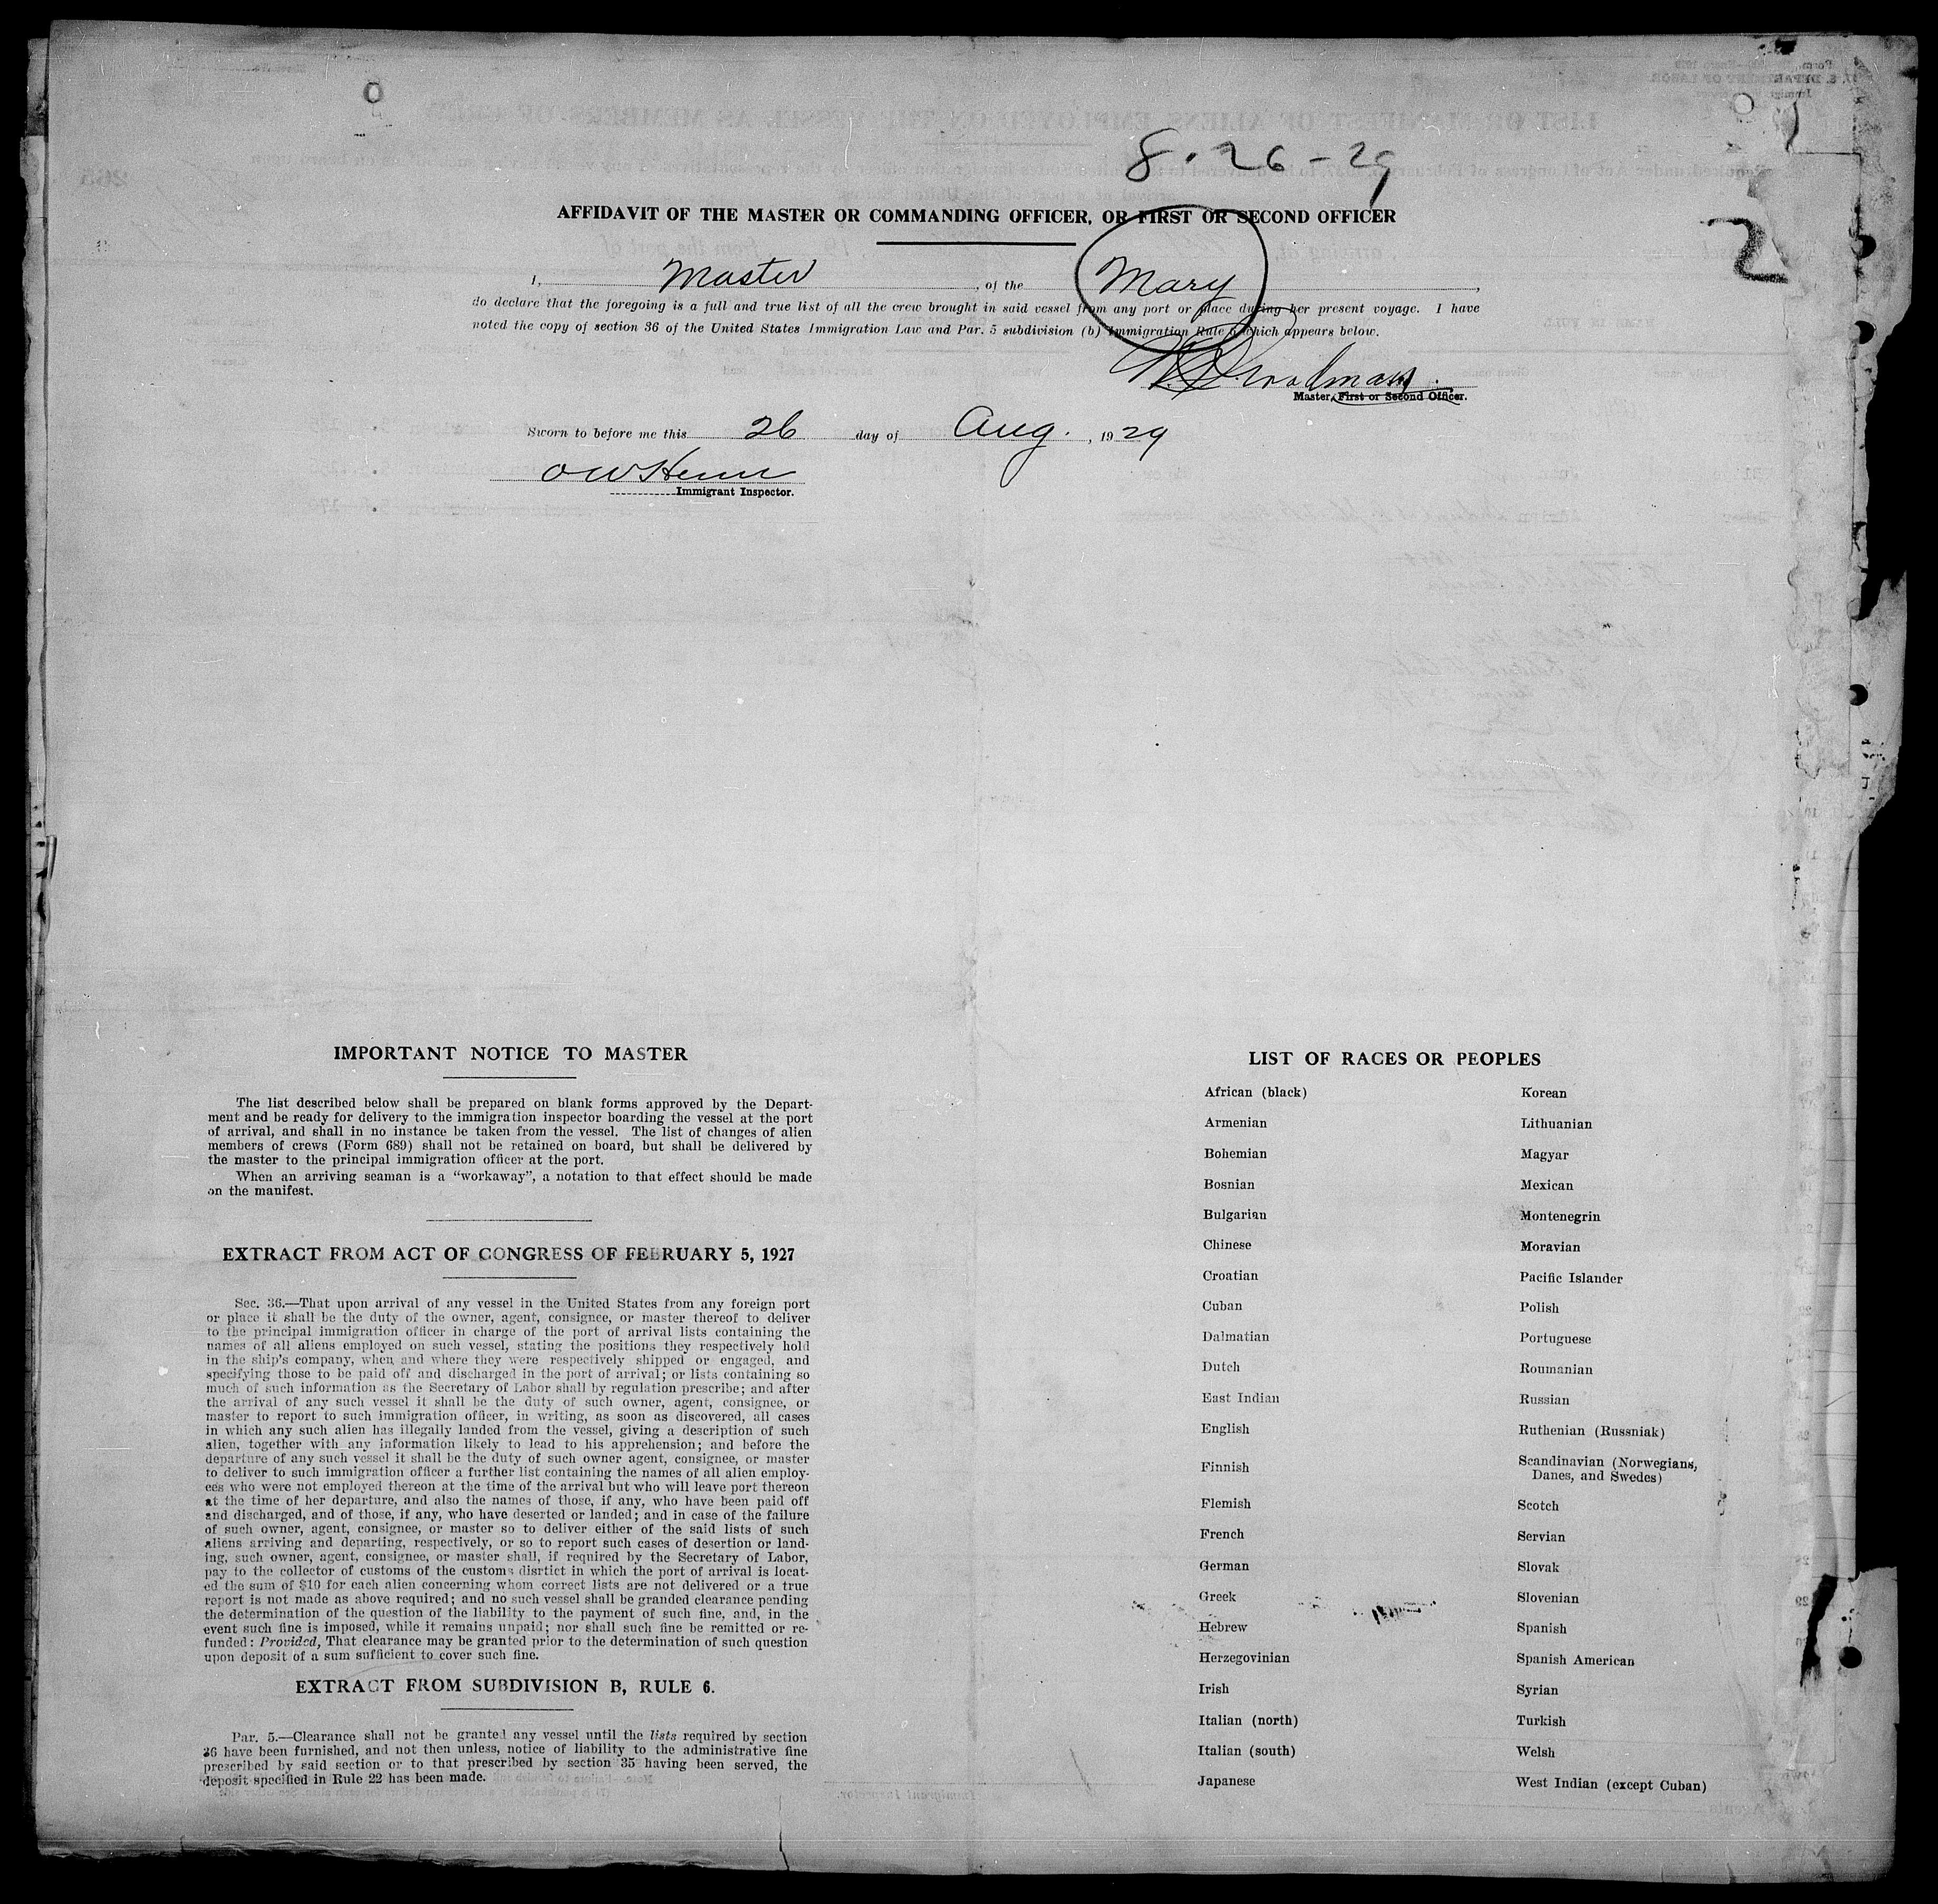 8-26-29
2
AFFIDAVIT OF THE MASTER OR COMMANDING OFFICER, OR FIRST OR SECOND OFFICER
I, Master, of the Mary,
do declare that the foregoing is a full and true list of all the crew brought in said vessel from any port or place during her present voyage. I have
noted the copy of section 36 of the United States Immigration Law and Par. 5 subdivision (b) Immigration Rule 6 which appears below.
Master, First or Second Officer.
Sworn to before me this 26 day of Aug., 1929
Immigrant Inspector.
IMPORTANT NOTICE TO MASTER
The list described below shall be prepared on blank forms approved by the Depart-
ment and be ready for delivery to the immigration inspector boarding the vessel at the port
of arrival, and shall in no instance be taken from the vessel. The list of changes of alien
members of crews (Form 689) shall not be retained on board, but shall be delivered by
the master to the principal immigration officer at the port.
When an arriving seaman is a "workaway", a notation to that effect should be made
on the manifest.
EXTRACT FROM ACT OF CONGRESS OF FEBRUARY 5, 1927
Sec. 36.—That upon arrival of any vessel in the United States from any foreign port
or place it shall be the duty of the owner, agent, consignee, or master thereof to deliver
to the principal immigration officer in charge of the port of arrival lists containing the
names of all aliens employed on such vessel, stating the positions they respectively hold
in the ship's company, when and where they were respectively shipped or engaged, and
specifying those to be paid off and discharged in the port of arrival; or lists containing so
much of such information as the Secretary of Labor shall by regulation prescribe; and after
the arrival of any such vessel it shall be the duty of such owner, agent, consignee, or
master to report to such immigration officer, in writing, as soon as discovered, all cases
in which any such alien has illegally landed from the vessel, giving a description of such
alien, together with any information likely to lead to his apprehension; and before the
departure of any such vessel it shall be the duty of such owner agent, consignee, or master
to deliver to such immigration officer a further list containing the names of all alien employ-
ees who were not employed thereon at the time of the arrival but who will leave port thereon
at the time of her departure, and also the names of those, if any, who have been paid off
and discharged, and of those, if any, who have deserted or landed; and in case of the failure
of such owner, agent, consignee, or master so to deliver either of the said lists of such
aliens arriving and departing, respectively, or so to report such cases of desertion or land-
ing, such owner, agent, consignee, or master shall, if required by the Secretary of Labor,
pay to the collector of customs of the customs disrtict in which the port of arrival is locat-
ed the sum of $10 for each alien concerning whom correct lists are not delivered or a true
report is not made as above required; and no such vessel shall be granded clearance pending
the determination of the question of the liability to the payment of such fine, and, in the
event such fine is imposed, while it remains unpaid; nor shall such fine be remitted or re-
funded: Provided, That clearance may be granted prior to the determination of such question
upon deposit of a sum sufficient to cover such fine.
EXTRACT FROM SUBDIVISION B, RULE 6.
Par. 5.—Clearance shall not be granted any vessel until the lists required by section
36 have been furnished, and not then unless, notice of liability to the administrative fine
prescribed by said section or to that prescribed by section 35 having been served, the
deposit specified in Rule 22 has been made.
LIST OF RACES OR PEOPLES
African (black)
Armenian
Bohemian
Bosnian
Bulgarian
Chinese
Croatian
Cuban
Dalmatian
Dutch
East Indian
English
Finnish
Flemish
French
German
Greek
Hebrew
Herzegovinian
Irish
Italian (north)
Italian (south)
Japanese
Korean
Lithuanian
Magyar
Mexican
Montenegrin
Moravian
Pacific Islander
Polish
Portuguese
Roumanian
Russian
Ruthenian (Russniak)
Scandinavian (Norwegians,
Danes, and Swedes)
Scotch
Servian
Slovak
Slovenian
Spanish
Spanish American
Syrian
Turkish
Welsh
West Indian (except Cuban)